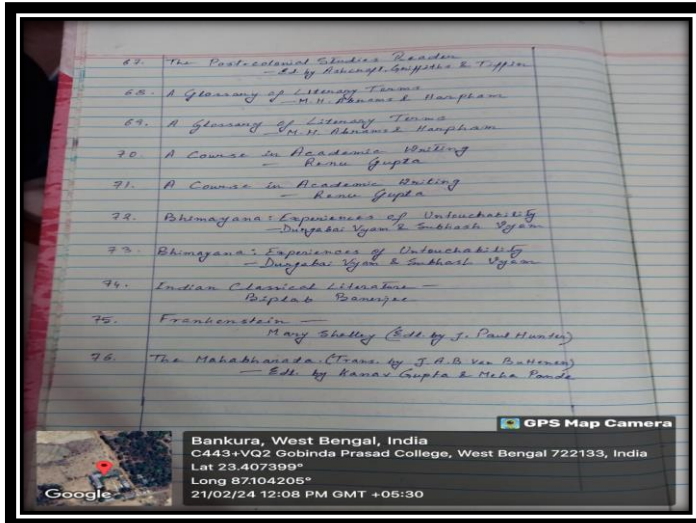 67. The Post-colonial Studies Reader
— Ed. by Ashcroft, Griffiths & Tiffin
68. A Glossary of Literary Terms
— M.H. Abrams & Harpham
69. A Glossary of Literary Terms
— M.H. Abrams & Harpham
70. A Course in Academic Writing
— Renu Gupta
71. A Course in Academic Writing
— Renu Gupta
72. Bhimayana: Experiences of Untouchability
— Durgabai Vyam & Subhash Vyam
73. Bhimayana: Experiences of Untouchability
— Durgabai Vyam & Subhash Vyam
74. Indian Classical Literature —
Biplab Banerjee
75. Frankenstein —
Mary Shelley (Edt. by J. Paul Hunter)
76. The Mahabharata. (Trans. by J.A.B Van Buitenen)
— Edt. by Kanav Gupta & Meha Pande
GPS Map Camera
Bankura, West Bengal, India
C443+VQ2 Gobinda Prasad College, West Bengal 722133, India
Lat 23.407399°
Long 87.104205°
21/02/24 12:08 PM GMT +05:30
Google